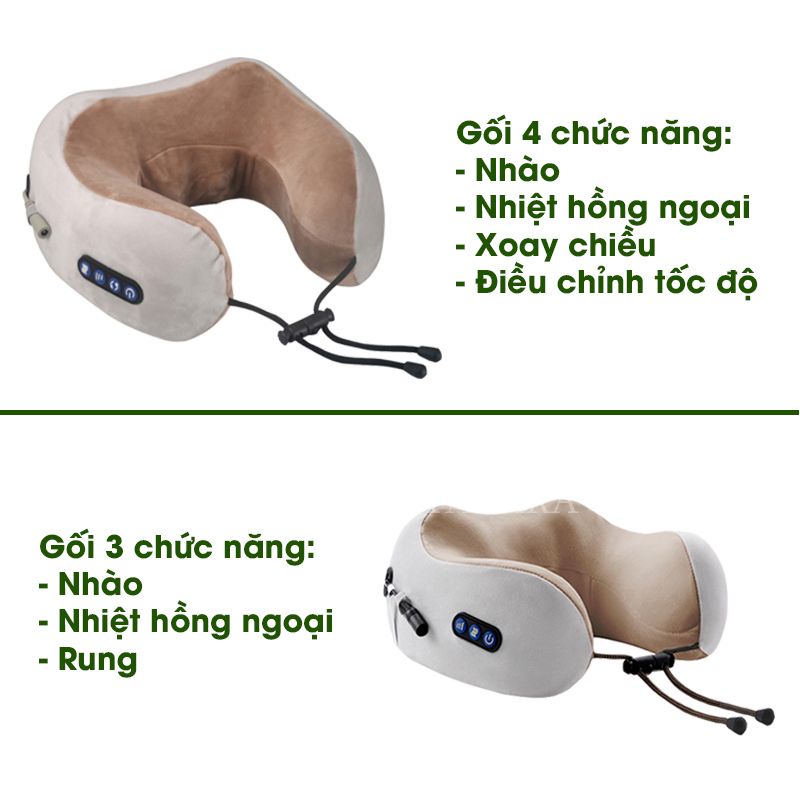 Gối 4 chức năng:
- Nhào
- Nhiệt hồng ngoại
- Xoay chiều
- Điều chỉnh tốc độ
Gối 3 chức năng:
- Nhào
- Nhiệt hồng ngoại
- Rung